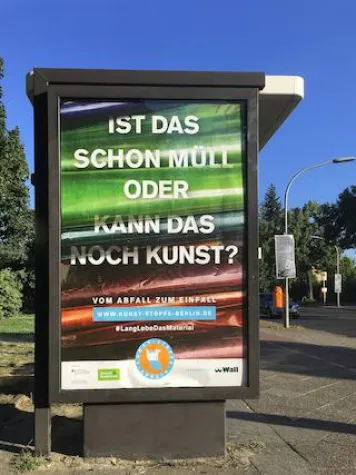 IST DAS
SCHON MÜLL
ODER
KANN DAS
NOCH KUNST?
VOM ABFALL ZUM EINFALL
WWW.KUNST-STOFFE-BERLIN.DE
#LangLebeDasMaterial
Wall